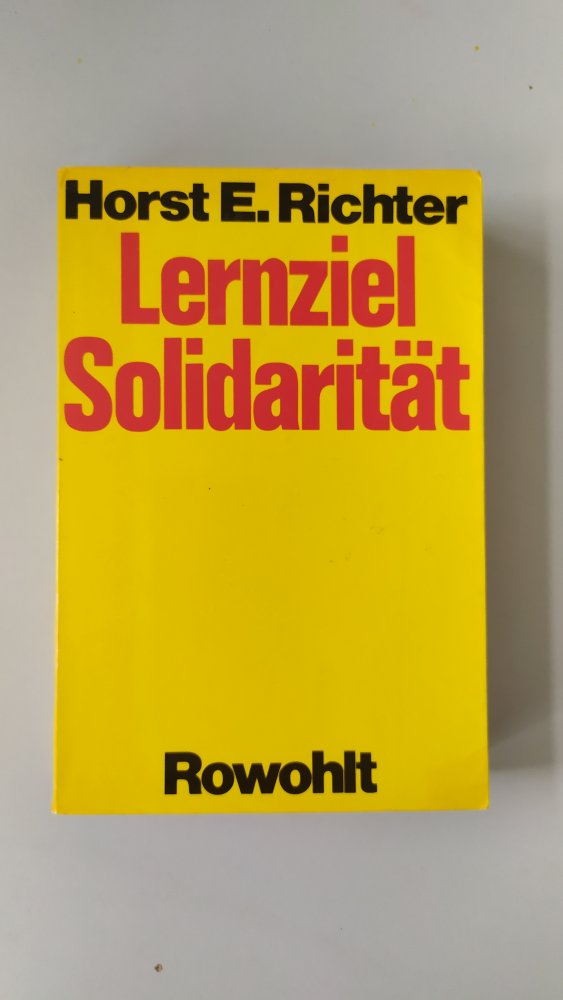 Horst E. Richter
Lernziel
Solidarität
Rowohlt